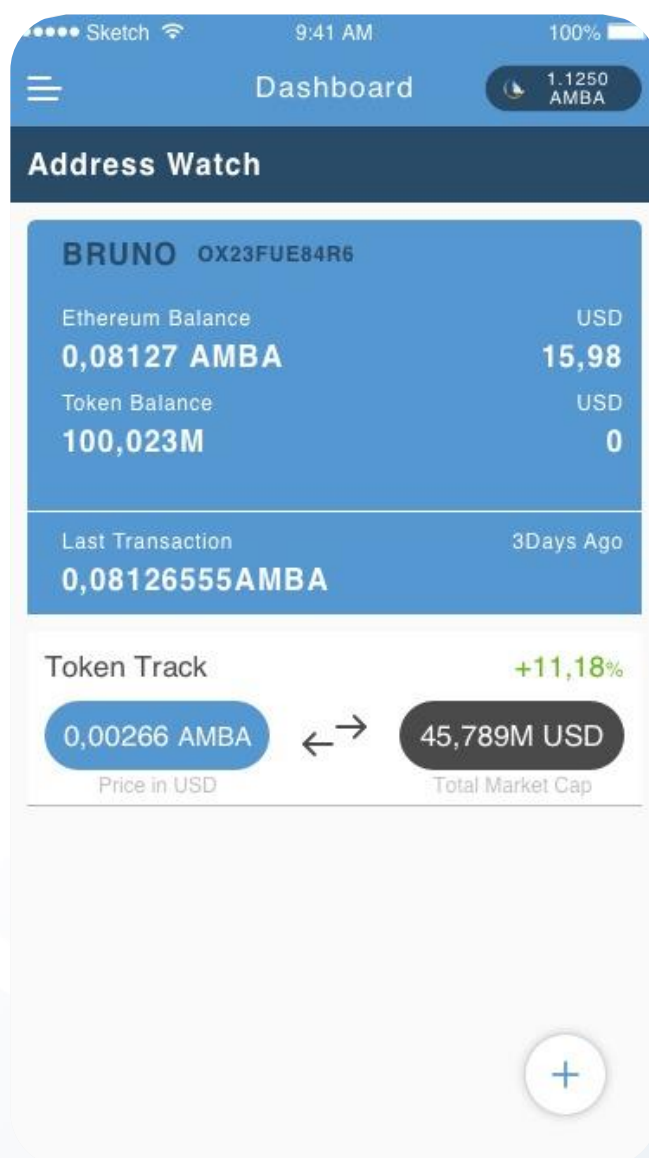 Sketch 9:41 AM 100%
Dashboard 1.1250 AMBA
Address Watch
BRUNO OX23FUE84R6
Ethereum Balance USD
0,08127 AMBA 15,98
Token Balance USD
100,023M 0
Last Transaction 3Days Ago
0,08126555AMBA
Token Track +11,18%
0,00266 AMBA 45,789M USD
Price in USD Total Market Cap
+